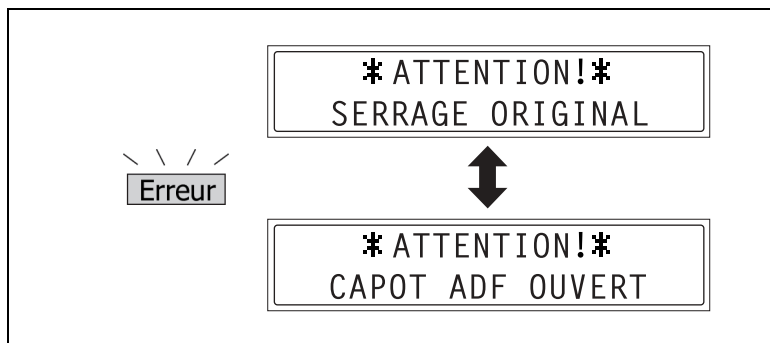 *ATTENTION!*
SERRAGE ORIGINAL
Erreur
*ATTENTION!*
CAPOT ADF OUVERT